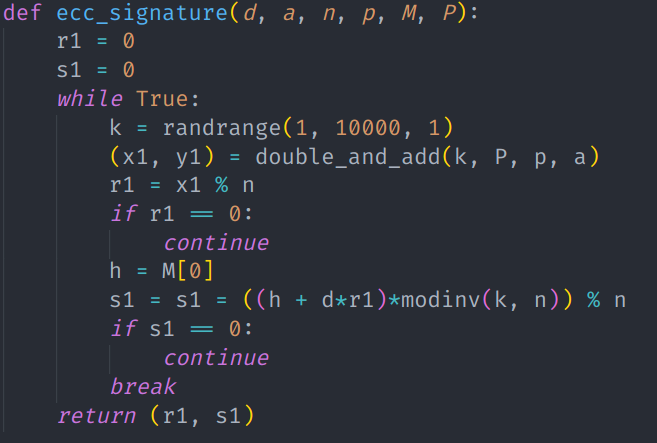 def ecc_signature(d, a, n, p, M, P):
    r1 = 0
    s1 = 0
    while True:
        k = randrange(1, 10000, 1)
        (x1, y1) = double_and_add(k, P, p, a)
        r1 = x1 % n
        if r1 == 0:
            continue
        h = M[0]
        s1 = s1 = ((h + d*r1)*modinv(k, n)) % n
        if s1 == 0:
            continue
        break
    return (r1, s1)